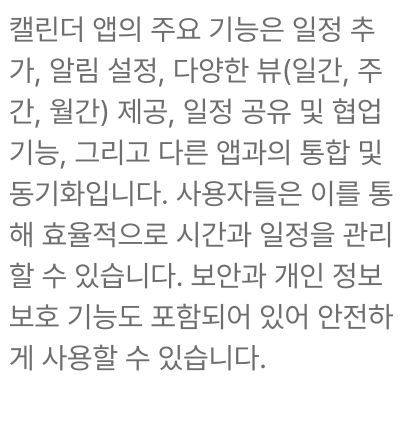 캘린더 앱의 주요 기능은 일정 추
가, 알림 설정, 다양한 뷰(일간, 주
간, 월간) 제공, 일정 공유 및 협업
기능, 그리고 다른 앱과의 통합 및
동기화입니다. 사용자들은 이를 통
해 효율적으로 시간과 일정을 관리
할 수 있습니다. 보안과 개인 정보
보호 기능도 포함되어 있어 안전하
게 사용할 수 있습니다.